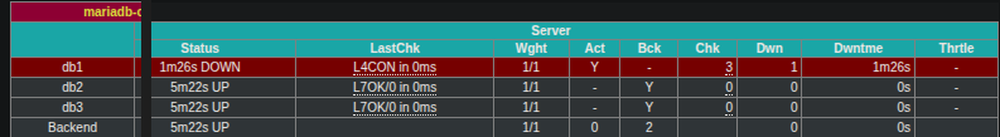 mariadb-c
Server
Status LastChk Wght Act Bck Chk Dwn Dwntme Thrtle
db1 1m26s DOWN L4CON in 0ms 1/1 Y - 3 1 1m26s -
db2 5m22s UP L7OK/0 in 0ms 1/1 - Y 0 0 0s -
db3 5m22s UP L7OK/0 in 0ms 1/1 - Y 0 0 0s -
Backend 5m22s UP 1/1 0 2 0 0s